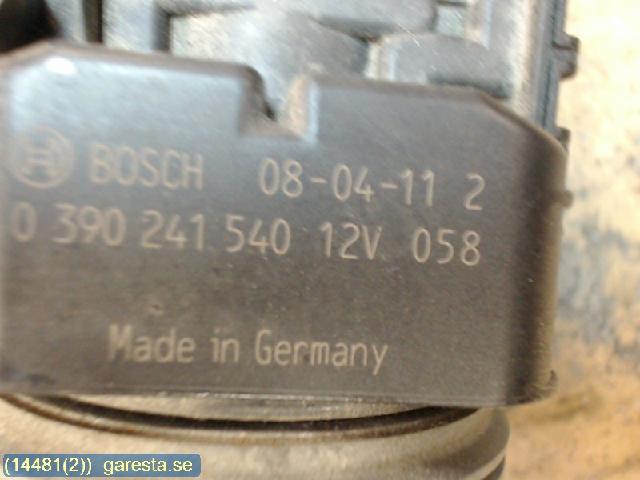 BOSCH 08-04-11 2
0 390 241 540 12V 058
Made in Germany
(14481(2)) garesta.se